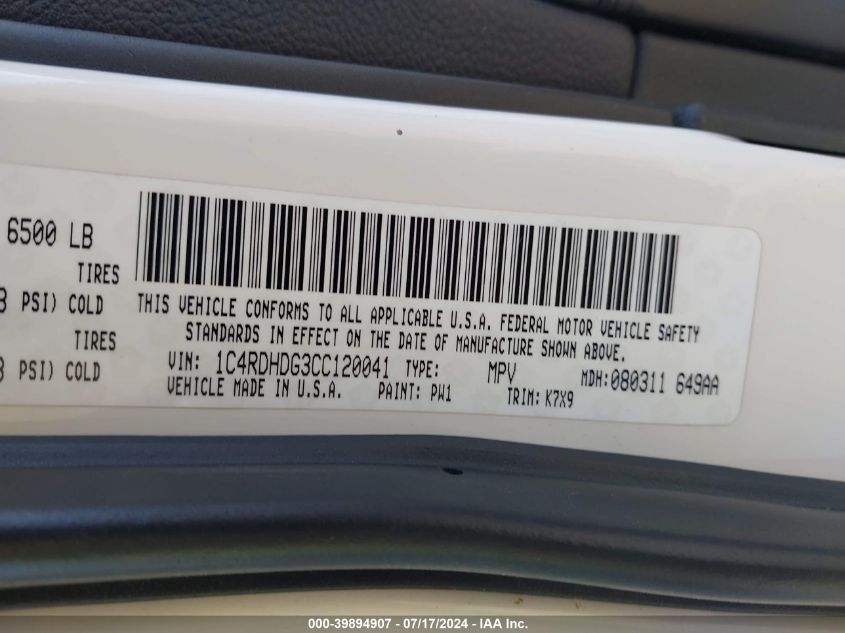 6500 LB
TIRES
PSI) COLD
TIRES
PSI) COLD
THIS VEHICLE CONFORMS TO ALL APPLICABLE U.S.A. FEDERAL MOTOR VEHICLE SAFETY
STANDARDS IN EFFECT ON THE DATE OF MANUFACTURE SHOWN ABOVE.
VIN: 1C4RDHDG3CC120041 TYPE: MPV MDH:080311 649AA
VEHICLE MADE IN U.S.A. PAINT: PW1 TRIM: K7X9
000-39894907 - 07/17/2024 - IAA Inc.